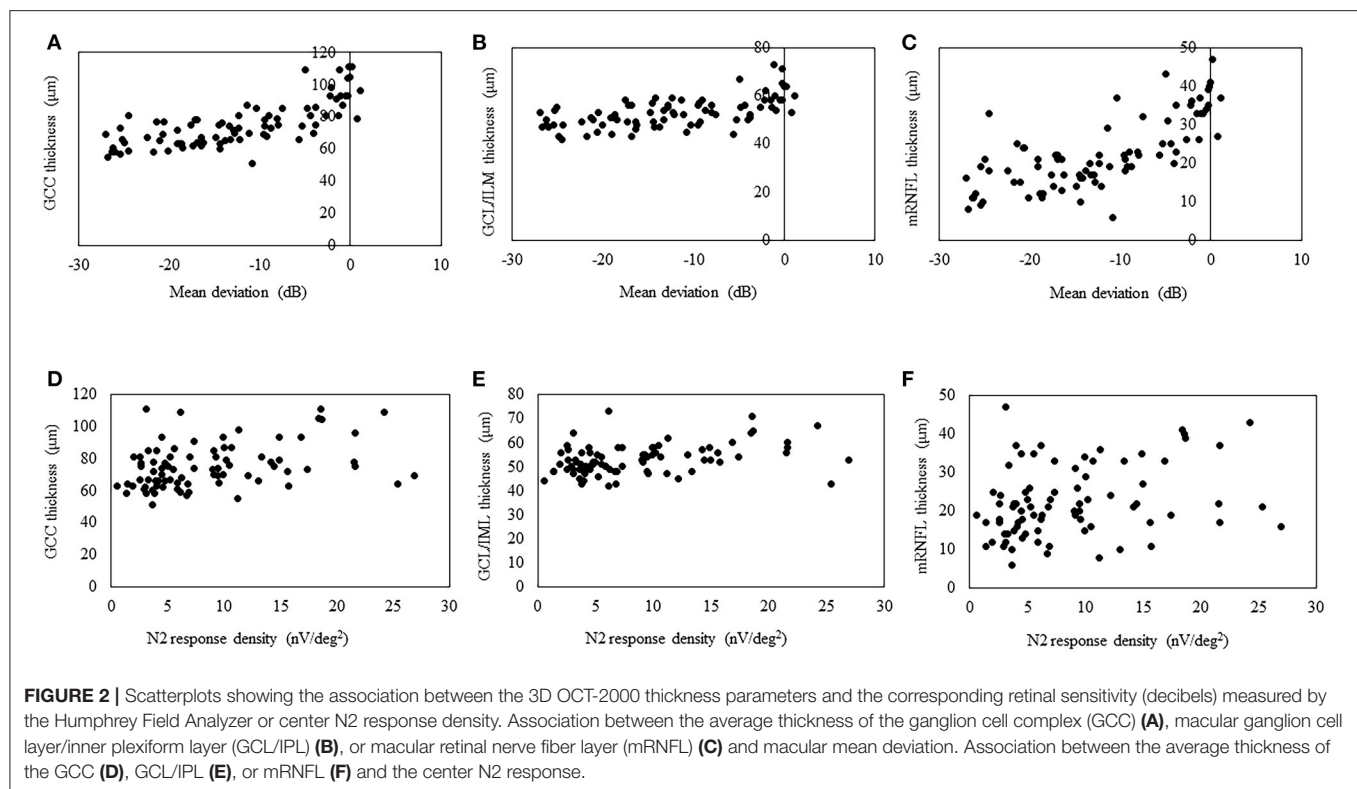 A
GCC thickness (μm)
120
100
80
60
40
20
0
-30 -20 -10 0 10
Mean deviation (dB)
B
GCL/ILM thickness (μm)
80
60
40
20
0
-30 -20 -10 0 10
Mean deviation (dB)
C
mRNFL thickness (μm)
50
40
30
20
10
0
-30 -20 -10 0 10
Mean deviation (dB)
D
GCC thickness (μm)
120
100
80
60
40
20
0
0 5 10 15 20 25 30
N2 response density (nV/deg²)
E
GCL/IML thickness (μm)
80
70
60
50
40
30
20
10
0
0 5 10 15 20 25 30
N2 response density (nV/deg²)
F
mRNFL thickness (μm)
50
40
30
20
10
0
0 5 10 15 20 25 30
N2 response density (nV/deg²)
FIGURE 2 | Scatterplots showing the association between the 3D OCT-2000 thickness parameters and the corresponding retinal sensitivity (decibels) measured by
the Humphrey Field Analyzer or center N2 response density. Association between the average thickness of the ganglion cell complex (GCC) (A), macular ganglion cell
layer/inner plexiform layer (GCL/IPL) (B), or macular retinal nerve fiber layer (mRNFL) (C) and macular mean deviation. Association between the average thickness of
the GCC (D), GCL/IPL (E), or mRNFL (F) and the center N2 response.